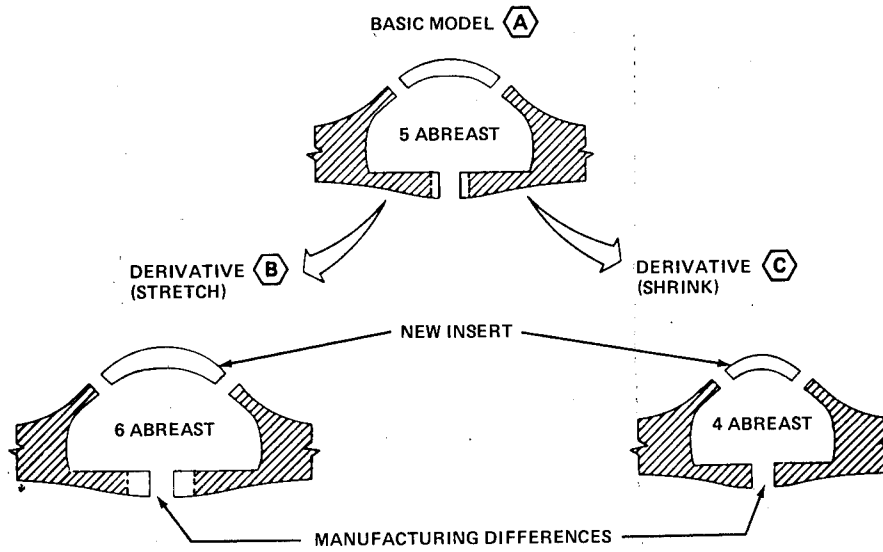 BASIC MODEL A
5 ABREAST
DERIVATIVE B
(STRETCH)
DERIVATIVE C
(SHRINK)
NEW INSERT
6 ABREAST
4 ABREAST
MANUFACTURING DIFFERENCES